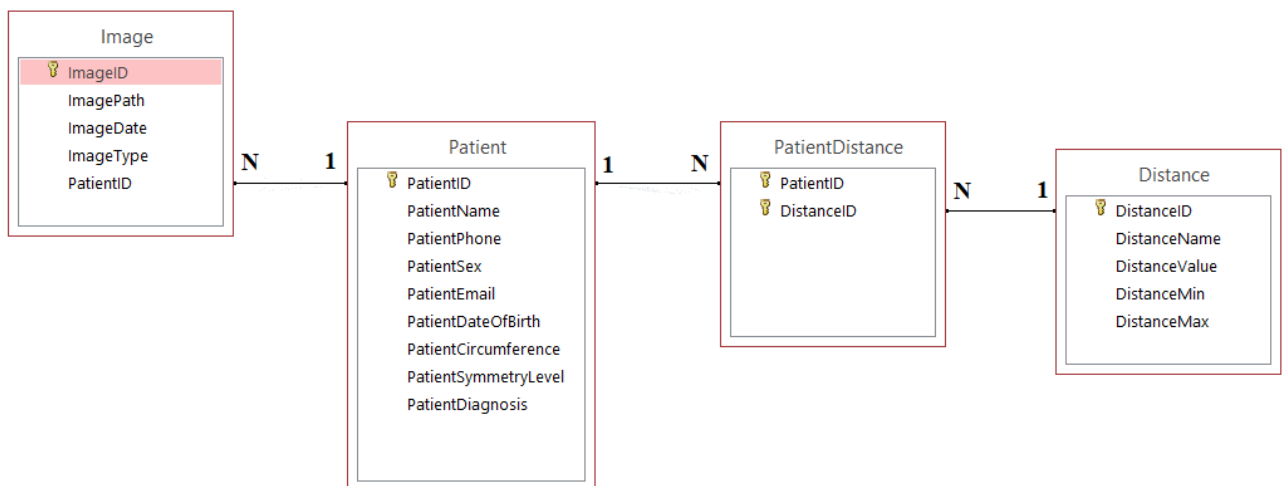 Image
ImageID
ImagePath
ImageDate
ImageType
PatientID
N
1
Patient
PatientID
PatientName
PatientPhone
PatientSex
PatientEmail
PatientDateOfBirth
PatientCircumference
PatientSymmetryLevel
PatientDiagnosis
1
N
PatientDistance
PatientID
DistanceID
N
1
Distance
DistanceID
DistanceName
DistanceValue
DistanceMin
DistanceMax